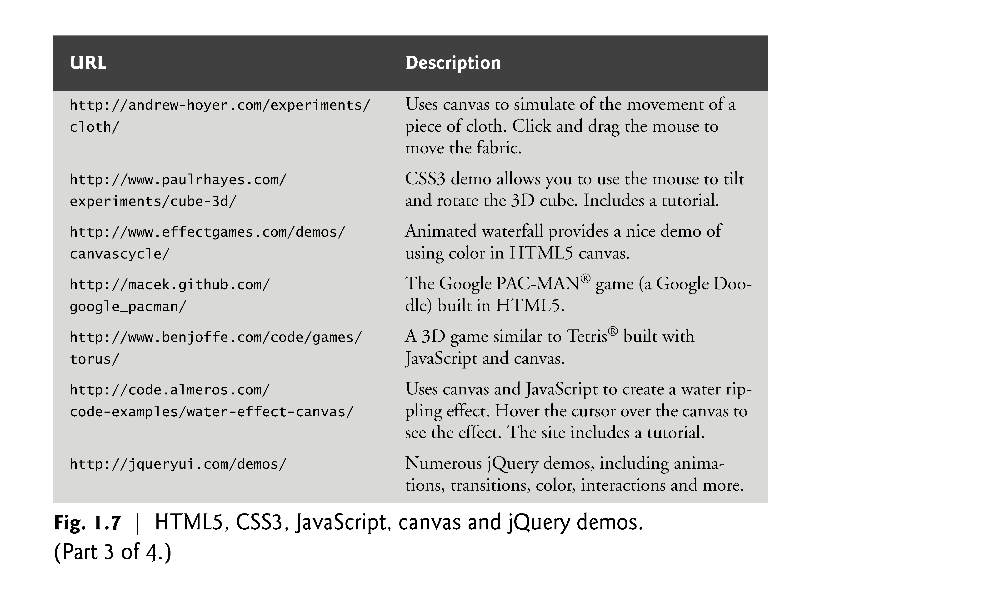 URL
Description
http://andrew-hoyer.com/experiments/
cloth/
Uses canvas to simulate of the movement of a
piece of cloth. Click and drag the mouse to
move the fabric.
http://www.paulrhayes.com/
experiments/cube-3d/
CSS3 demo allows you to use the mouse to tilt
and rotate the 3D cube. Includes a tutorial.
http://www.effectgames.com/demos/
canvascycle/
Animated waterfall provides a nice demo of
using color in HTML5 canvas.
http://macek.github.com/
google_pacman/
The Google PAC-MAN® game (a Google Doo-
dle) built in HTML5.
http://www.benjoffe.com/code/games/
torus/
A 3D game similar to Tetris® built with
JavaScript and canvas.
http://code.almeros.com/
code-examples/water-effect-canvas/
Uses canvas and JavaScript to create a water rip-
pling effect. Hover the cursor over the canvas to
see the effect. The site includes a tutorial.
http://jqueryui.com/demos/
Numerous jQuery demos, including anima-
tions, transitions, color, interactions and more.
Fig. 1.7 | HTML5, CSS3, JavaScript, canvas and jQuery demos.
(Part 3 of 4.)